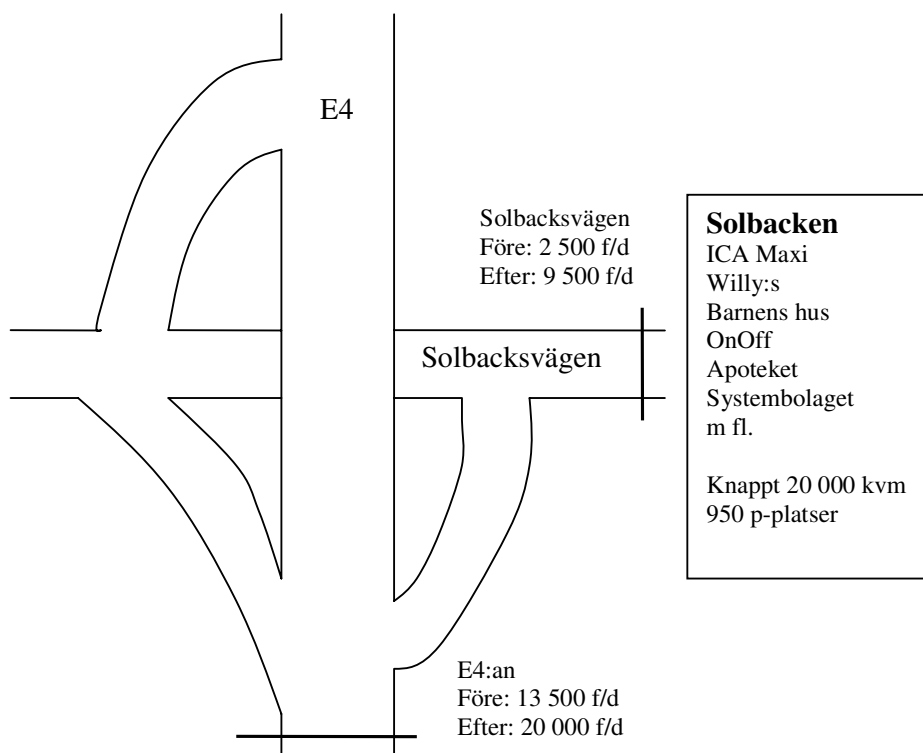 E4
Solbacksvägen
Före: 2 500 f/d
Efter: 9 500 f/d
Solbacksvägen
Solbacken
ICA Maxi
Willy:s
Barnens hus
OnOff
Apoteket
Systembolaget
m fl.
Knappt 20 000 kvm
950 p-platser
E4:an
Före: 13 500 f/d
Efter: 20 000 f/d